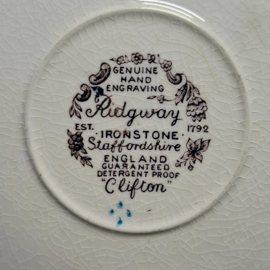 GENUINE
HAND
ENGRAVING
Ridgway
EST. 1792
IRONSTONE
Staffordshire
ENGLAND
GUARANTEED
DETERGENT PROOF
"Clifton"